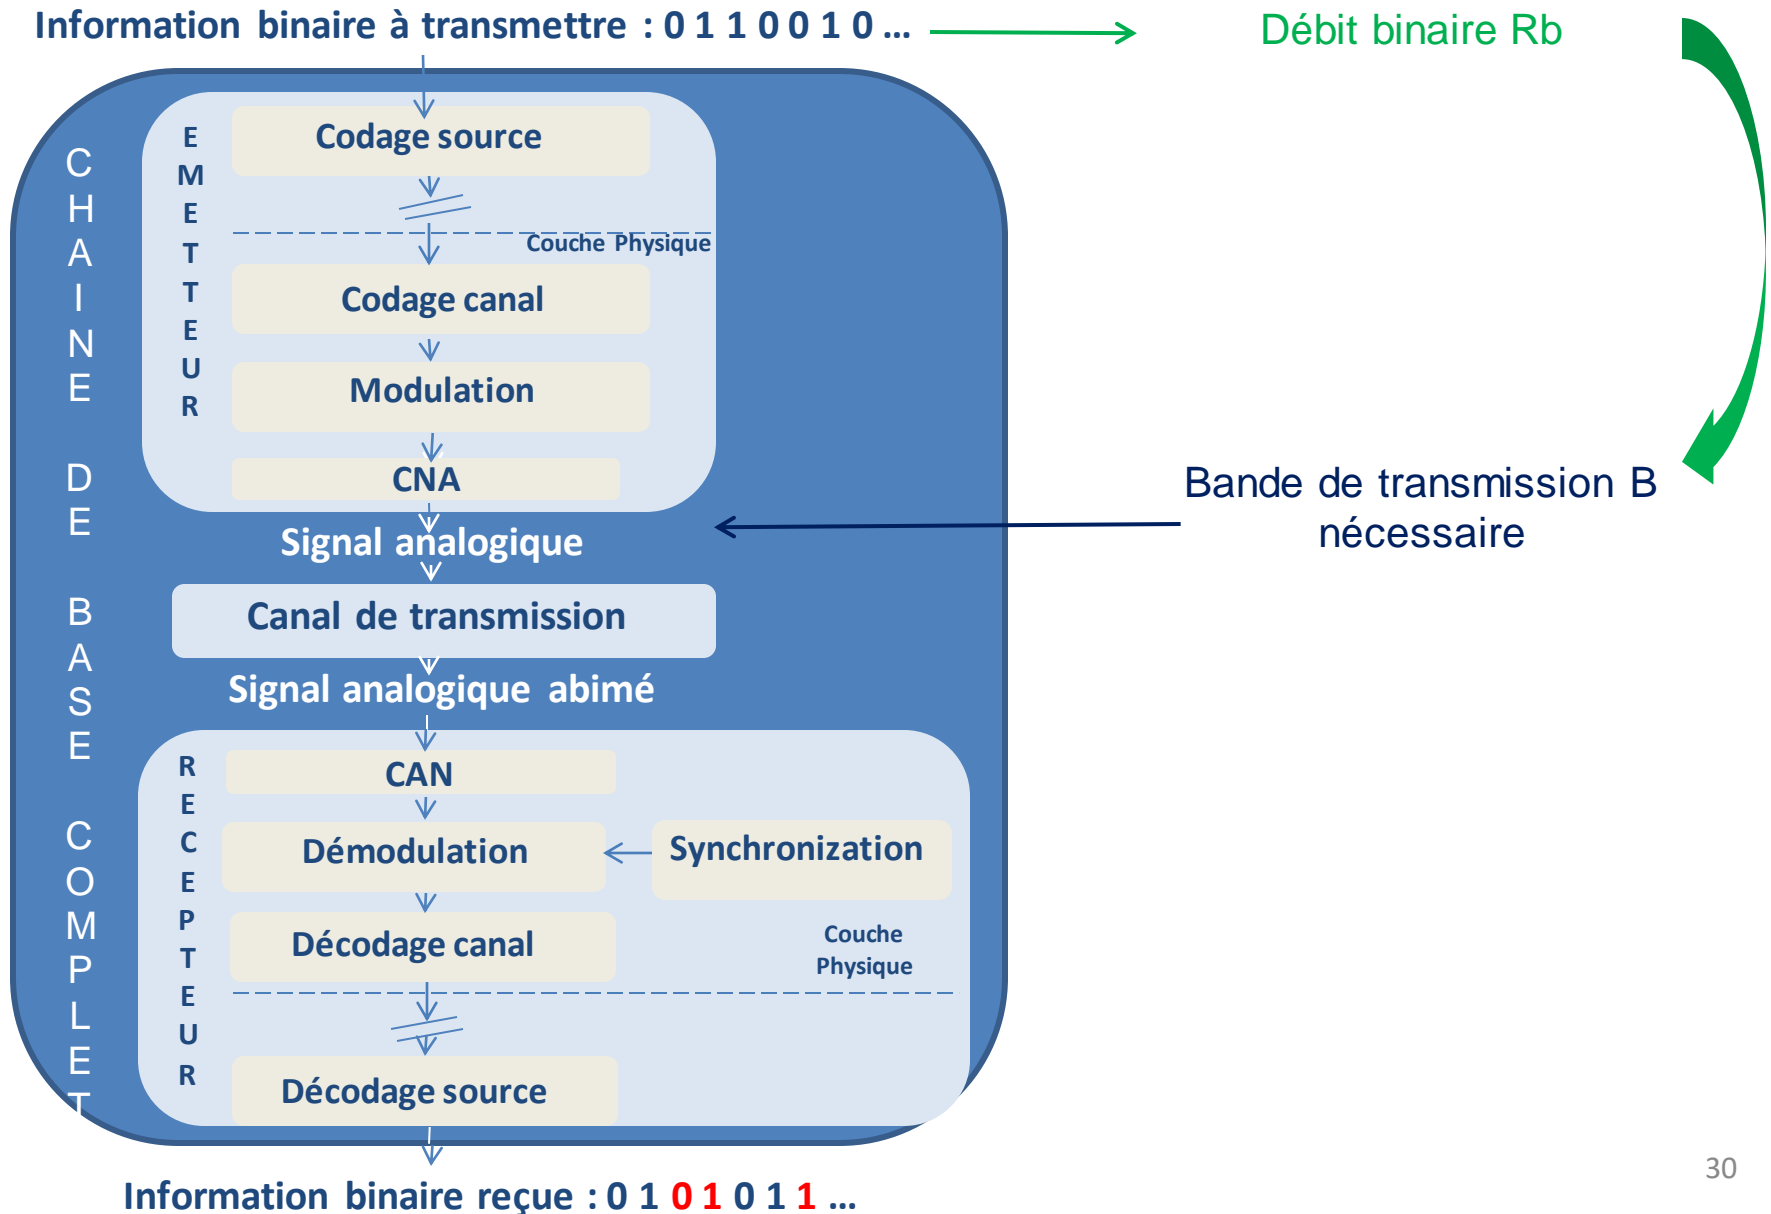 Information binaire à transmettre : 0 1 1 0 0 1 0 ...
Débit binaire Rb
CHAINE DE BASE COMPLET
EMETTEUR
Codage source
Couche Physique
Codage canal
Modulation
CNA
Bande de transmission B
nécessaire
Signal analogique
Canal de transmission
Signal analogique abimé
RECEPTEUR
CAN
Démodulation
Synchronization
Décodage canal
Couche
Physique
Décodage source
Information binaire reçue : 0 1 0 1 0 1 1 ...
30